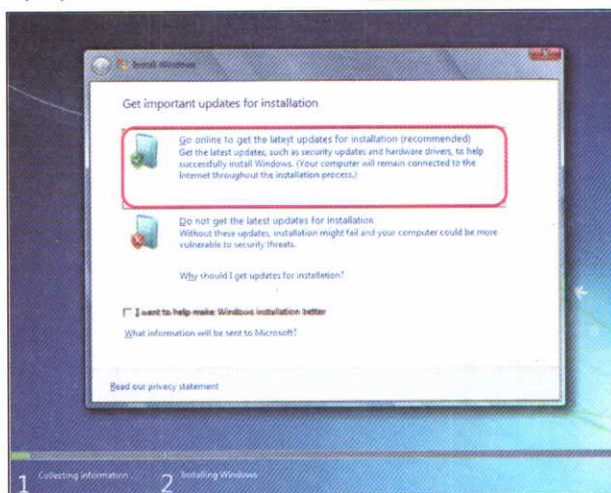 Install Windows
Get important updates for installation
Go online to get the latest updates for installation (recommended)
Get the latest updates, such as security updates and hardware drivers, to help
successfully install Windows. (Your computer will remain connected to the
Internet throughout the installation process.)
Do not get the latest updates for installation
Without these updates, installation might fail and your computer could be more
vulnerable to security threats.
Why should I get updates for installation?
I want to help make Windows installation better
What information will be sent to Microsoft?
Read our privacy statement
1 Collecting information 2 Installing Windows